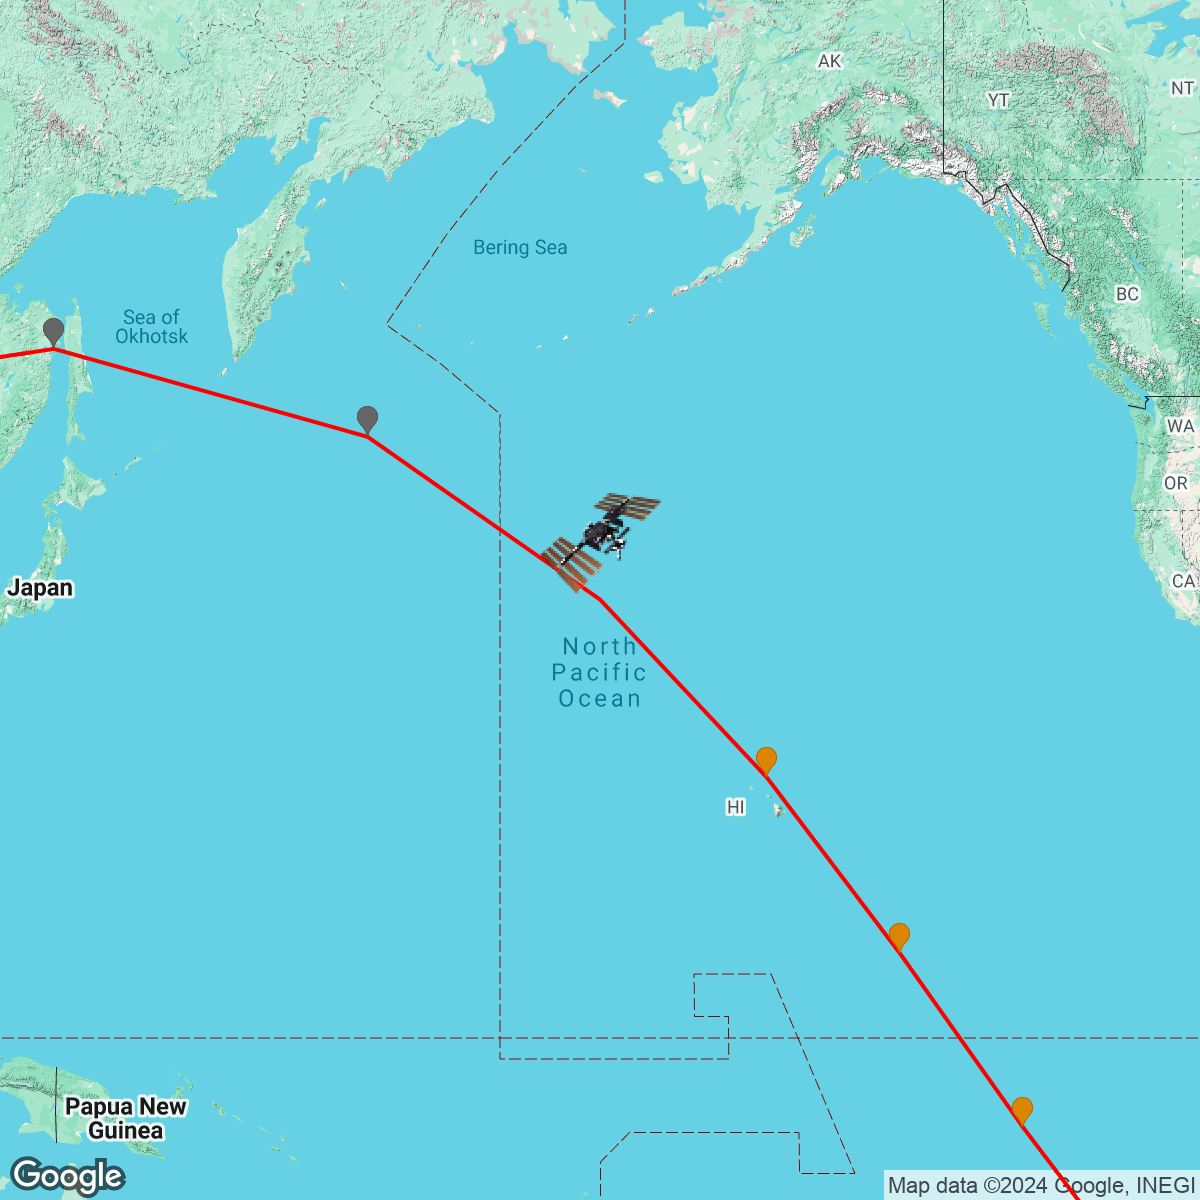 AK
YT
NT
Bering Sea
BC
Sea of
Okhotsk
WA
OR
Japan
CA
North
Pacific
Ocean
HI
Papua New
Guinea
Google
Map data ©2024 Google, INEGI